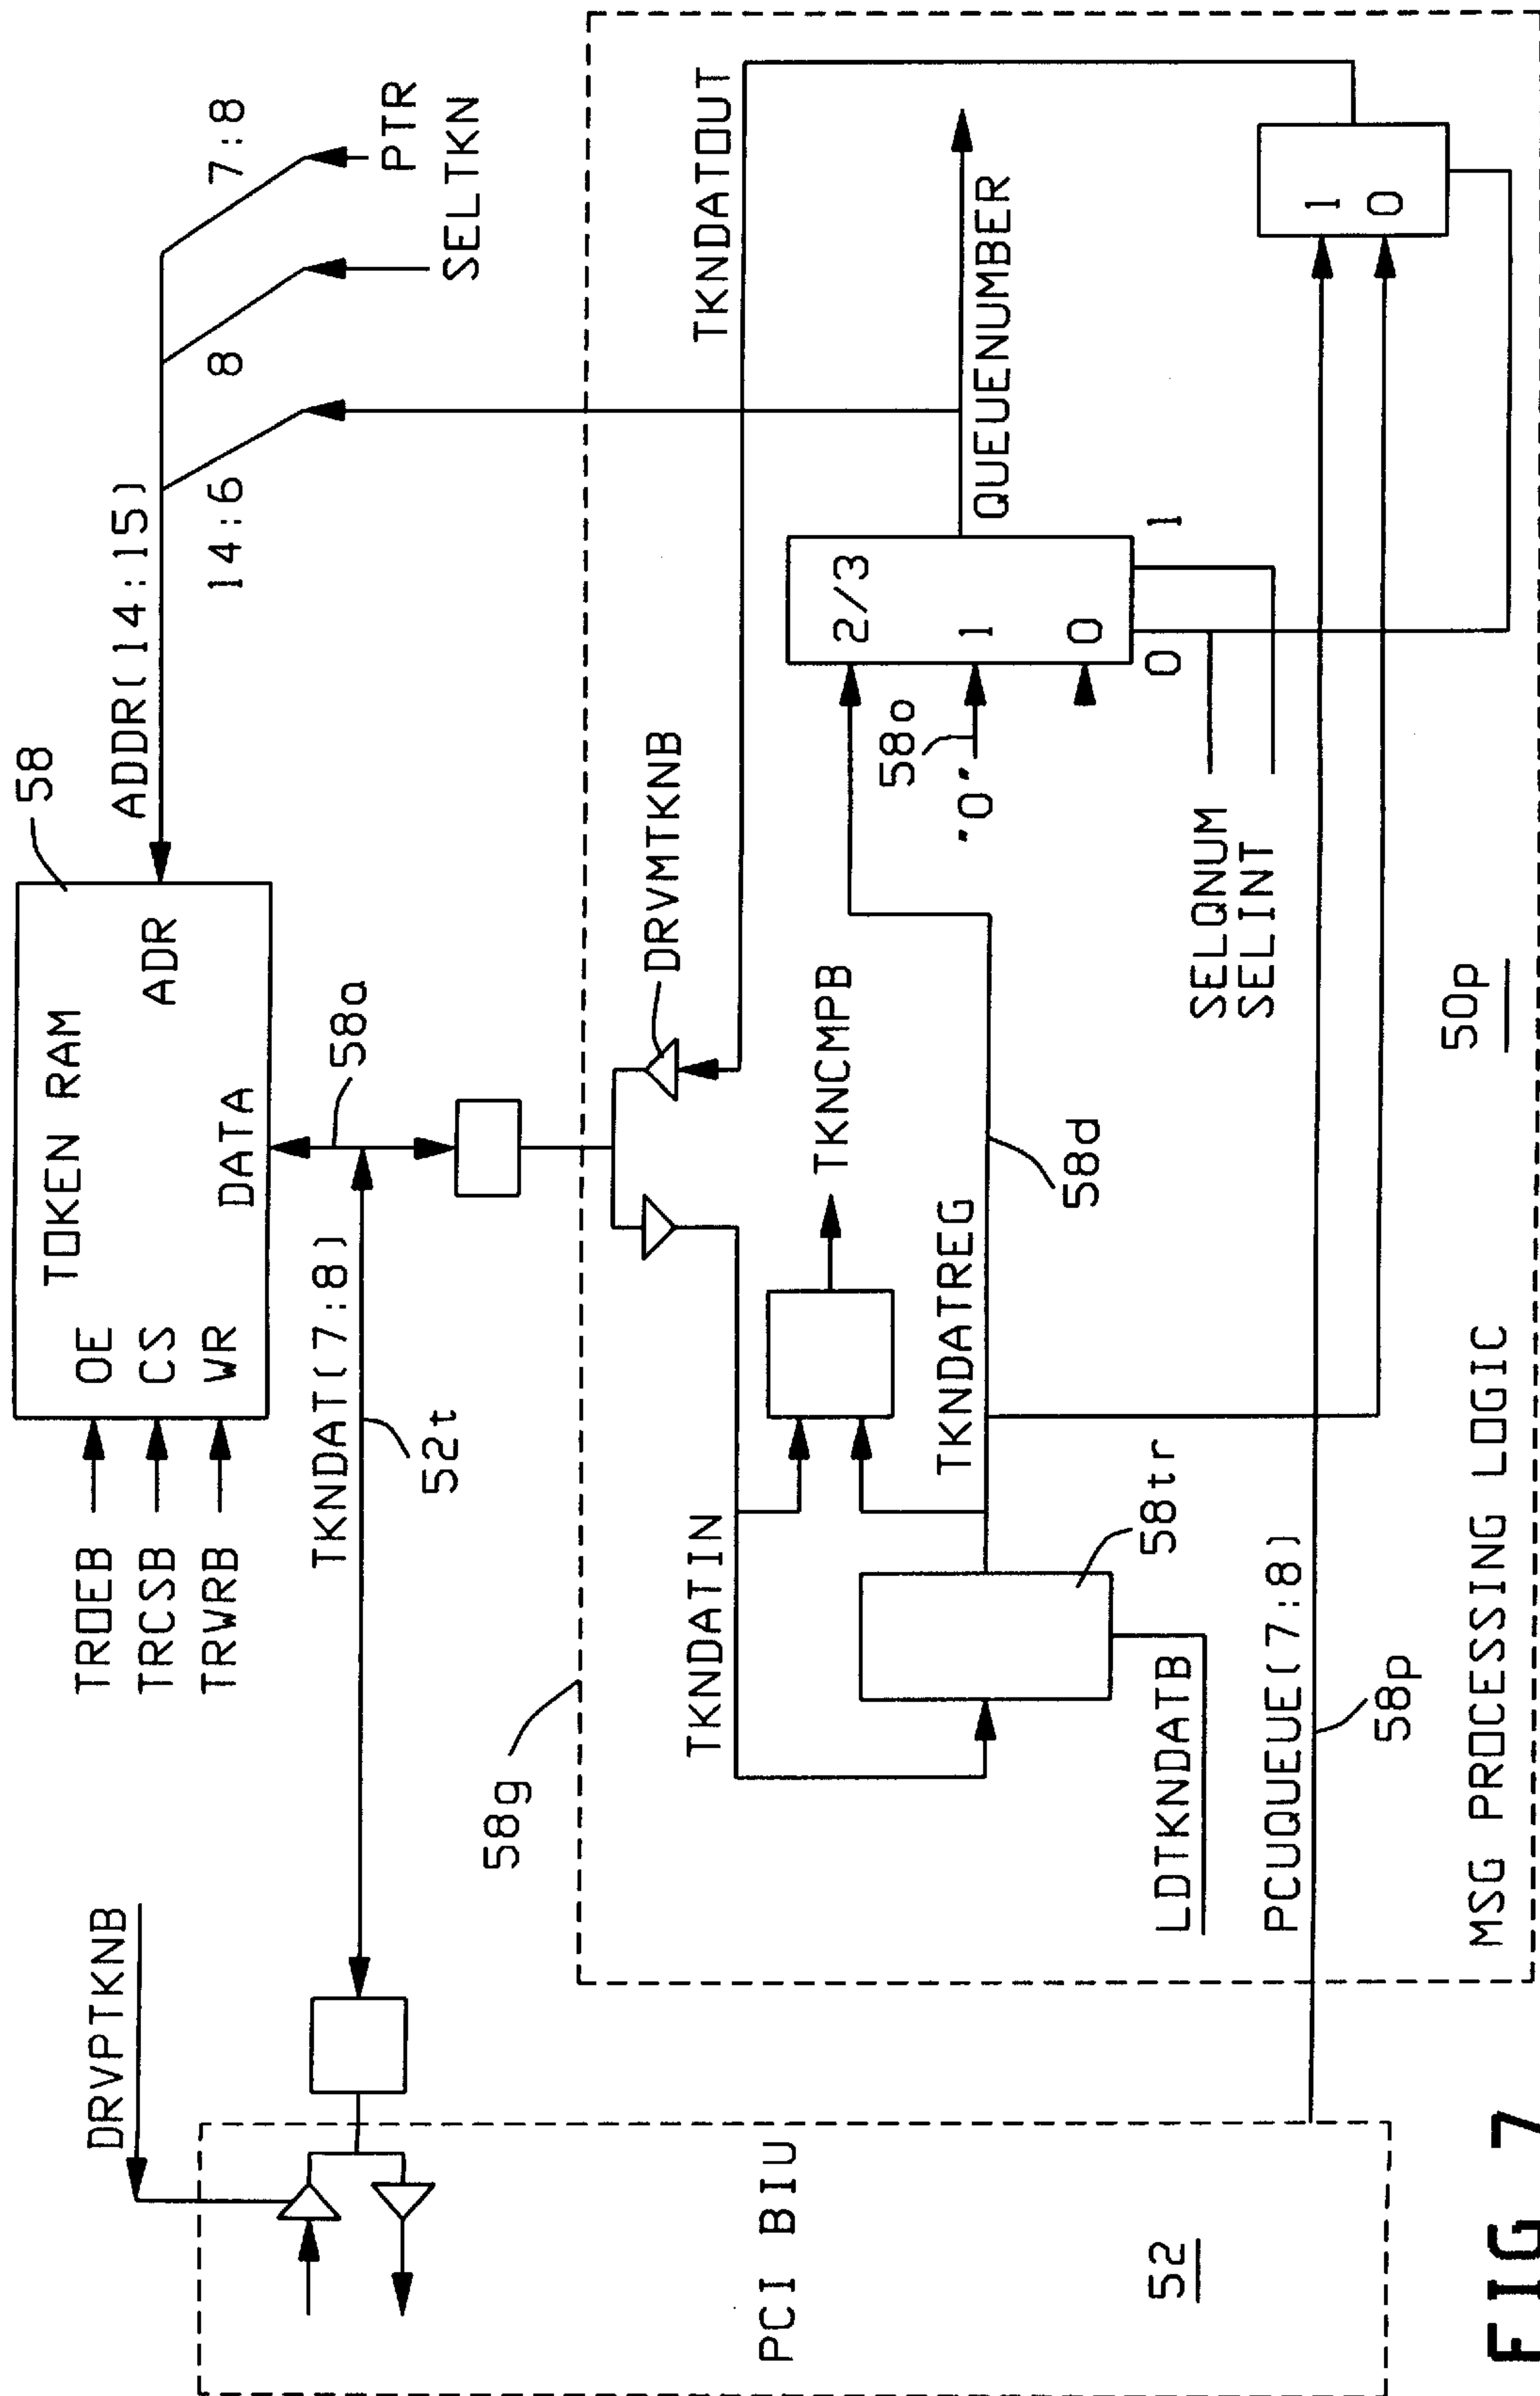 DRVPTKNB
PCI BIU
52
TROEB
TRCSB
TRWRB
OE
CS
WR
TOKEN RAM
ADR
DATA
58
ADDR(14:15)
14:6
8
7:8
PTR
SELTKN
TKNDAT(7:8)
52t
58a
58g
DRVMTKNB
TKNDATOUT
TKNDATIN
TKNCMPB
TKNDATREG
58tr
LDTKNDATB
58d
58o
"0"
2/3
1
0
0
1
QUEUENUMBER
SELQNUM
SELINT
1
0
PCUQUEUE(7:8)
58p
MSG PROCESSING LOGIC
50p
FIG 7